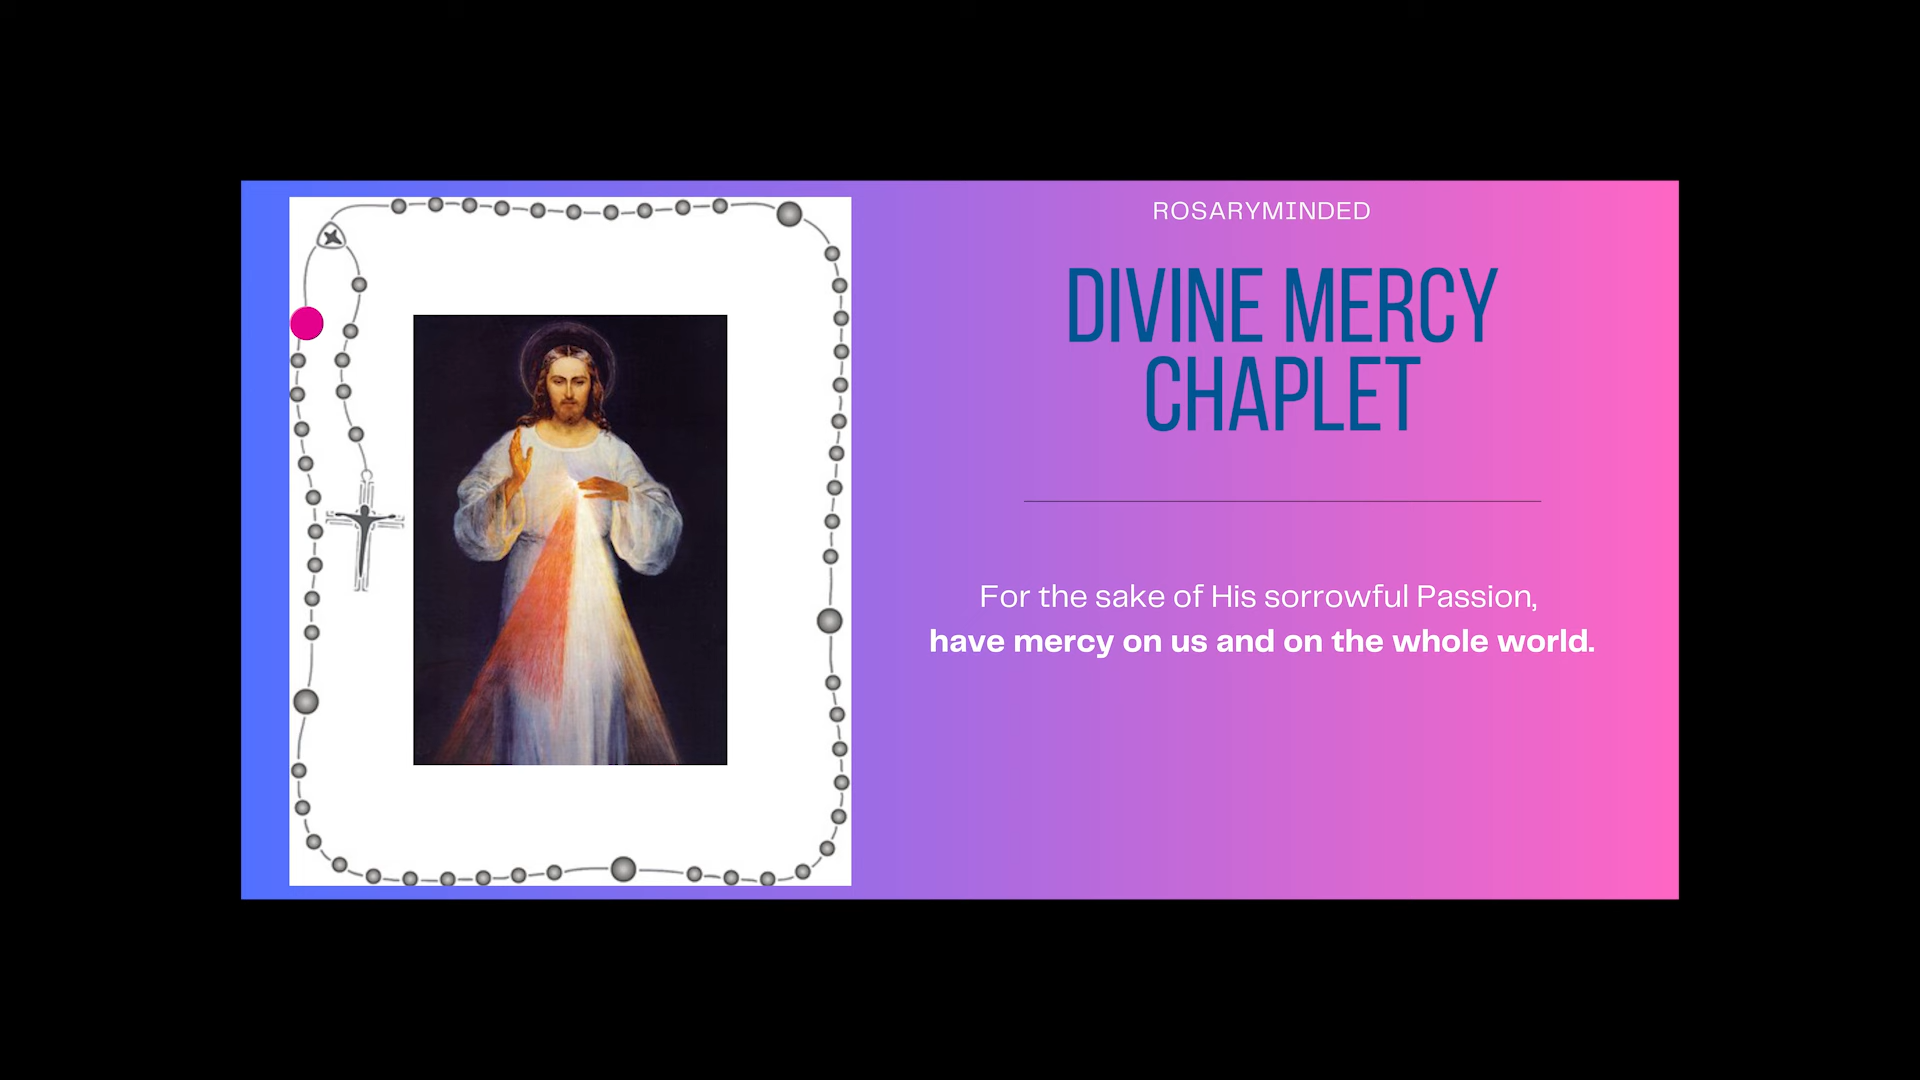 ROSARYMINDED
DIVINE MERCY
CHAPLET
For the sake of His sorrowful Passion,
have mercy on us and on the whole world.